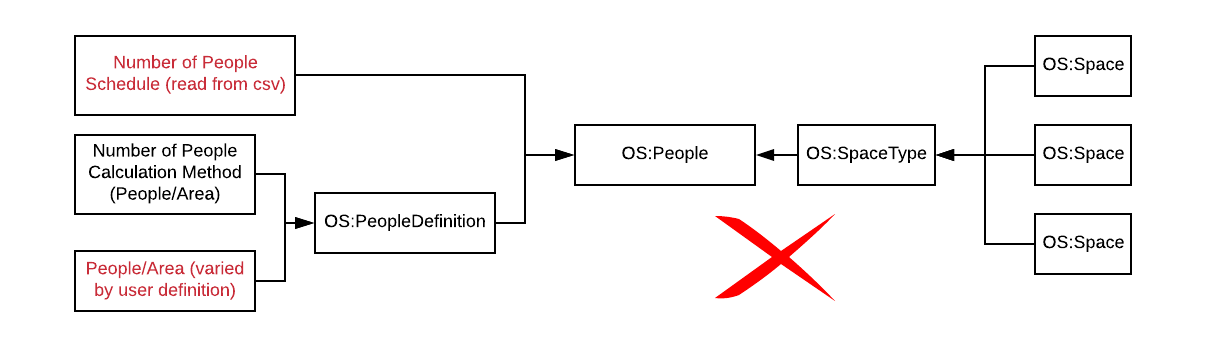 Number of People
Schedule (read from csv)
Number of People
Calculation Method
(People/Area)
People/Area (varied
by user definition)
OS:PeopleDefinition
OS:People
OS:SpaceType
OS:Space
OS:Space
OS:Space